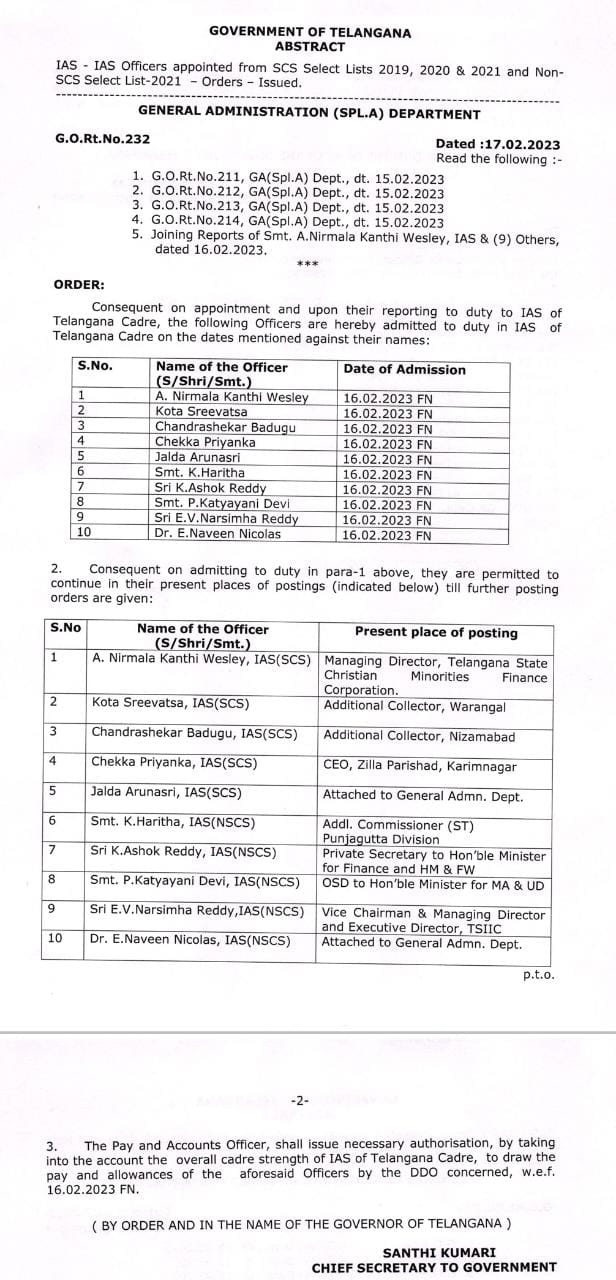 GOVERNMENT OF TELANGANA
ABSTRACT
IAS - IAS Officers appointed from SCS Select Lists 2019, 2020 & 2021 and Non-
SCS Select List-2021 – Orders – Issued.
GENERAL ADMINISTRATION (SPL.A) DEPARTMENT
G.O.Rt.No.232 Dated :17.02.2023
Read the following :-
1. G.O.Rt.No.211, GA(Spl.A) Dept., dt. 15.02.2023
2. G.O.Rt.No.212, GA(Spl.A) Dept., dt. 15.02.2023
3. G.O.Rt.No.213, GA(Spl.A) Dept., dt. 15.02.2023
4. G.O.Rt.No.214, GA(Spl.A) Dept., dt. 15.02.2023
5. Joining Reports of Smt. A.Nirmala Kanthi Wesley, IAS & (9) Others,
dated 16.02.2023.
***
ORDER:
Consequent on appointment and upon their reporting to duty to IAS of
Telangana Cadre, the following Officers are hereby admitted to duty in IAS of
Telangana Cadre on the dates mentioned against their names:
S.No. Name of the Officer Date of Admission
(S/Shri/Smt.)
1 A. Nirmala Kanthi Wesley 16.02.2023 FN
2 Kota Sreevatsa 16.02.2023 FN
3 Chandrashekar Badugu 16.02.2023 FN
4 Chekka Priyanka 16.02.2023 FN
5 Jalda Arunasri 16.02.2023 FN
6 Smt. K.Haritha 16.02.2023 FN
7 Sri K.Ashok Reddy 16.02.2023 FN
8 Smt. P.Katyayani Devi 16.02.2023 FN
9 Sri E.V.Narsimha Reddy 16.02.2023 FN
10 Dr. E.Naveen Nicolas 16.02.2023 FN
2. Consequent on admitting to duty in para-1 above, they are permitted to
continue in their present places of postings (indicated below) till further posting
orders are given:
S.No Name of the Officer Present place of posting
(S/Shri/Smt.)
1 A. Nirmala Kanthi Wesley, IAS(SCS) Managing Director, Telangana State
Christian Minorities Finance
Corporation.
2 Kota Sreevatsa, IAS(SCS) Additional Collector, Warangal
3 Chandrashekar Badugu, IAS(SCS) Additional Collector, Nizamabad
4 Chekka Priyanka, IAS(SCS) CEO, Zilla Parishad, Karimnagar
5 Jalda Arunasri, IAS(SCS) Attached to General Admn. Dept.
6 Smt. K.Haritha, IAS(NSCS) Addl. Commissioner (ST)
Punjagutta Division
7 Sri K.Ashok Reddy, IAS(NSCS) Private Secretary to Hon'ble Minister
for Finance and HM & FW
8 Smt. P.Katyayani Devi, IAS(NSCS) OSD to Hon'ble Minister for MA & UD
9 Sri E.V.Narsimha Reddy,IAS(NSCS) Vice Chairman & Managing Director
and Executive Director, TSIIC
10 Dr. E.Naveen Nicolas, IAS(NSCS) Attached to General Admn. Dept.
p.t.o.
-2-
3. The Pay and Accounts Officer, shall issue necessary authorisation, by taking
into the account the overall cadre strength of IAS of Telangana Cadre, to draw the
pay and allowances of the aforesaid Officers by the DDO concerned, w.e.f.
16.02.2023 FN.
( BY ORDER AND IN THE NAME OF THE GOVERNOR OF TELANGANA )
SANTHI KUMARI
CHIEF SECRETARY TO GOVERNMENT